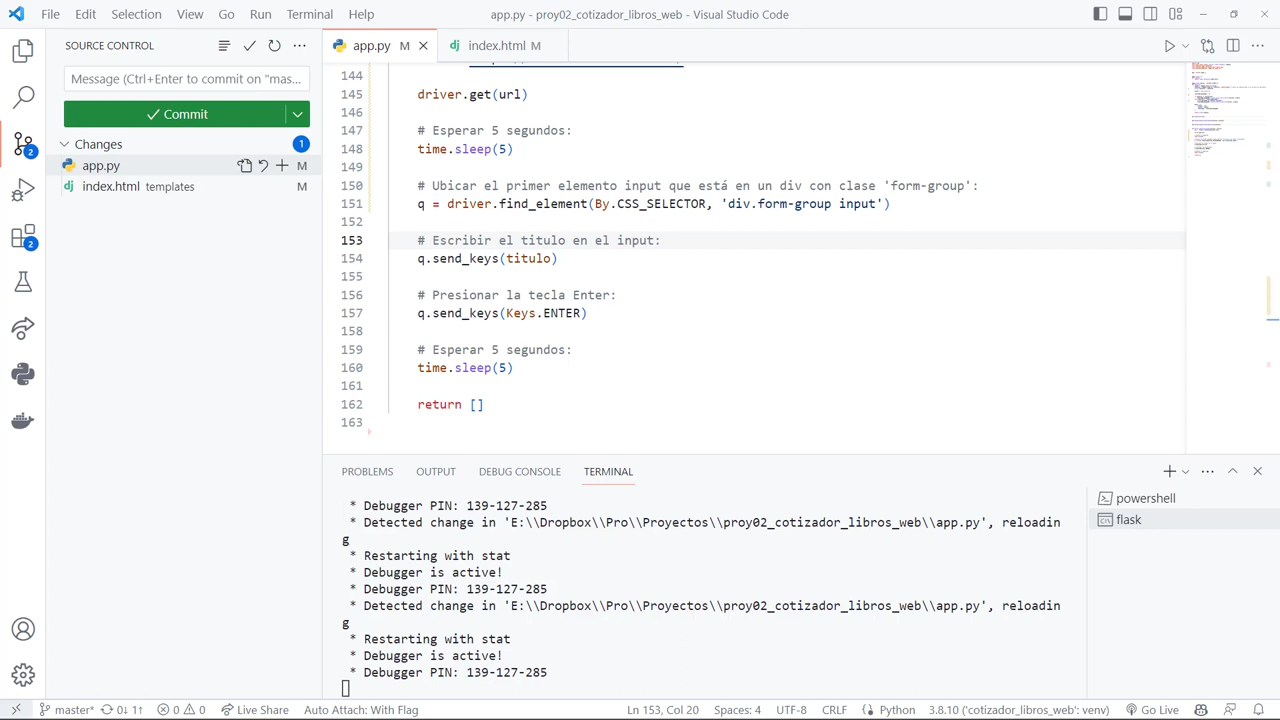 File Edit Selection View Go Run Terminal Help
app.py - proy02_cotizador_libros_web - Visual Studio Code
SOURCE CONTROL
Message (Ctrl+Enter to commit on "mas...
Commit
Changes 1
app.py M
index.html templates M
2
2
app.py M
index.html M
144
145 driver.get(
146
147 # Esperar 5 segundos:
148 time.sleep(5)
149
150 # Ubicar el primer elemento input que está en un div con clase 'form-group':
151 q = driver.find_element(By.CSS_SELECTOR, 'div.form-group input')
152
153 # Escribir el titulo en el input:
154 q.send_keys(titulo)
155
156 # Presionar la tecla Enter:
157 q.send_keys(Keys.ENTER)
158
159 # Esperar 5 segundos:
160 time.sleep(5)
161
162 return []
163
PROBLEMS OUTPUT DEBUG CONSOLE TERMINAL
* Debugger PIN: 139-127-285
* Detected change in 'E:\\Dropbox\\Pro\\Proyectos\\proy02_cotizador_libros_web\\app.py', reloadin
g
* Restarting with stat
* Debugger is active!
* Debugger PIN: 139-127-285
* Detected change in 'E:\\Dropbox\\Pro\\Proyectos\\proy02_cotizador_libros_web\\app.py', reloadin
g
* Restarting with stat
* Debugger is active!
* Debugger PIN: 139-127-285
powershell
flask
master* 0↓ 1↑ 0 0 Live Share Auto Attach: With Flag Ln 153, Col 20 Spaces: 4 UTF-8 CRLF Python 3.8.10 ('cotizador_libros_web': venv) Go Live